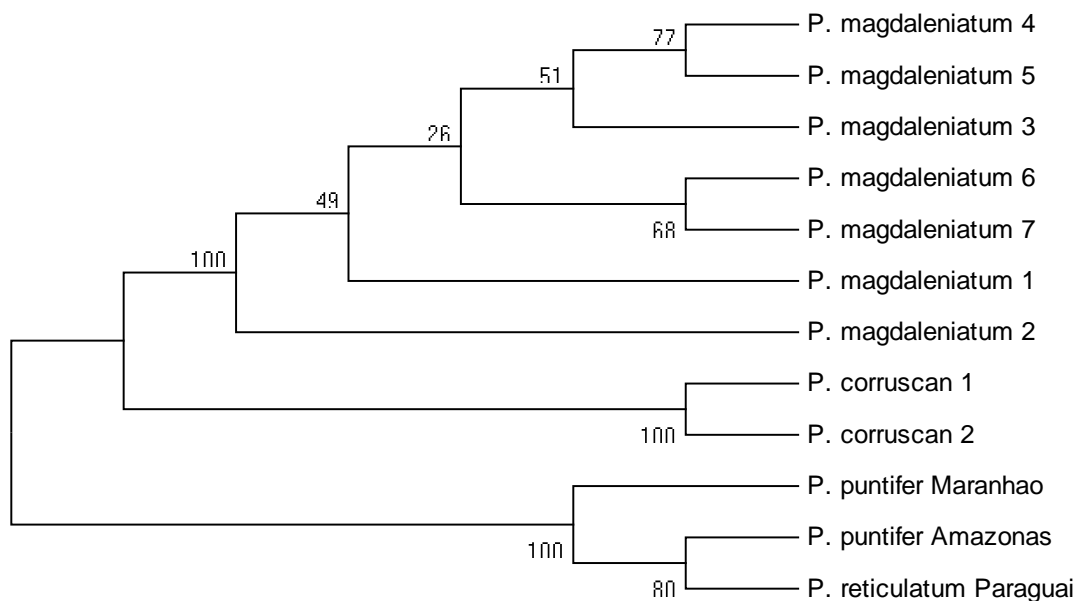 77
P. magdaleniatum 4
51
P. magdaleniatum 5
26
P. magdaleniatum 3
49
P. magdaleniatum 6
68
P. magdaleniatum 7
100
P. magdaleniatum 1
P. magdaleniatum 2
P. corruscan 1
100
P. corruscan 2
P. puntifer Maranhao
100
P. puntifer Amazonas
80
P. reticulatum Paraguai